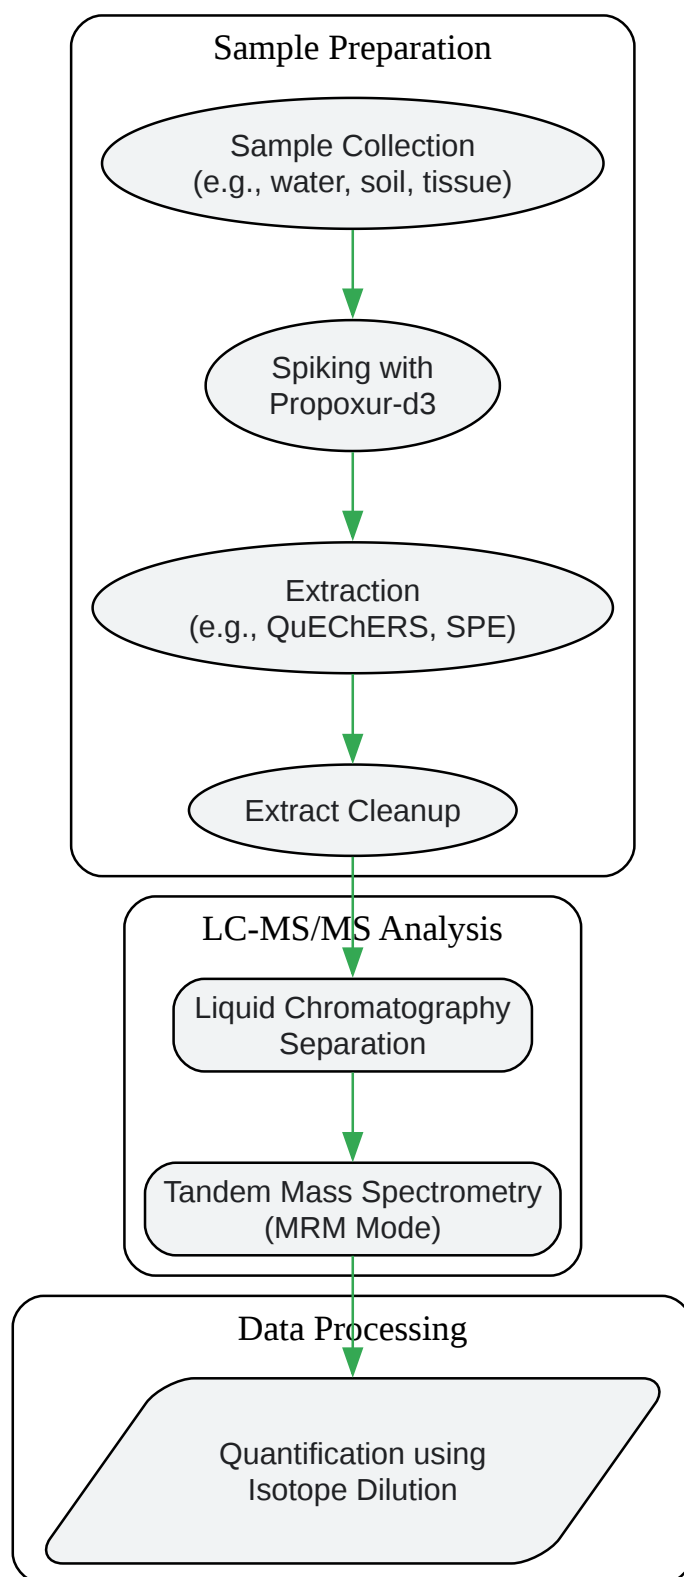 Sample Preparation
Sample Collection
(e.g., water, soil, tissue)
Spiking with
Propoxur-d3
Extraction
(e.g., QuEChERS, SPE)
Extract Cleanup
LC-MS/MS Analysis
Liquid Chromatography
Separation
Tandem Mass Spectrometry
(MRM Mode)
Data Processing
Quantification using
Isotope Dilution